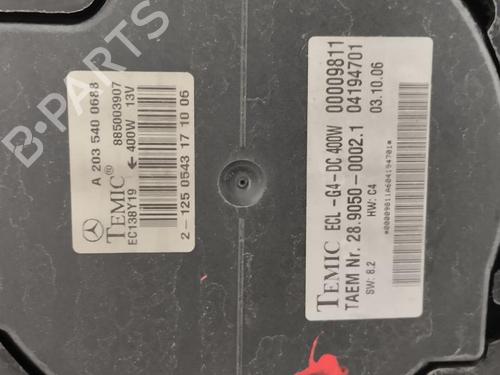 A 203 540 0688
TEMIC®
885003907
EC138Y19 ← 400W 13V
2-125 0543 17 10 06
TEMIC ECL -G4-DC 400W 00009811
TAEM Nr. 28.9050-0002.1 04194701
SW: 8.2 HW: C4 03.10.06
*00009811A604194701*
B-PARTS